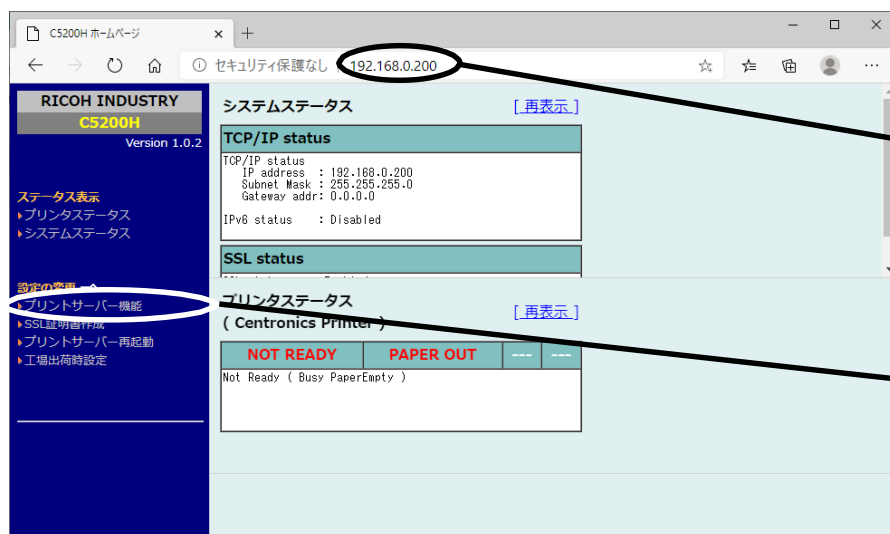 C5200H ホームページ
セキュリティ保護なし 192.168.0.200
RICOH INDUSTRY
C5200H
Version 1.0.2
ステータス表示
プリンタステータス
システムステータス
設定の変更
プリントサーバー機能
SSL証明書作成
プリントサーバー再起動
工場出荷時設定
システムステータス [ 再表示 ]
TCP/IP status
TCP/IP status
IP address : 192.168.0.200
Subnet Mask : 255.255.255.0
Gateway addr: 0.0.0.0
IPv6 status : Disabled
SSL status
プリンタステータス [ 再表示 ]
( Centronics Printer )
NOT READY PAPER OUT --- ---
Not Ready ( Busy PaperEmpty )